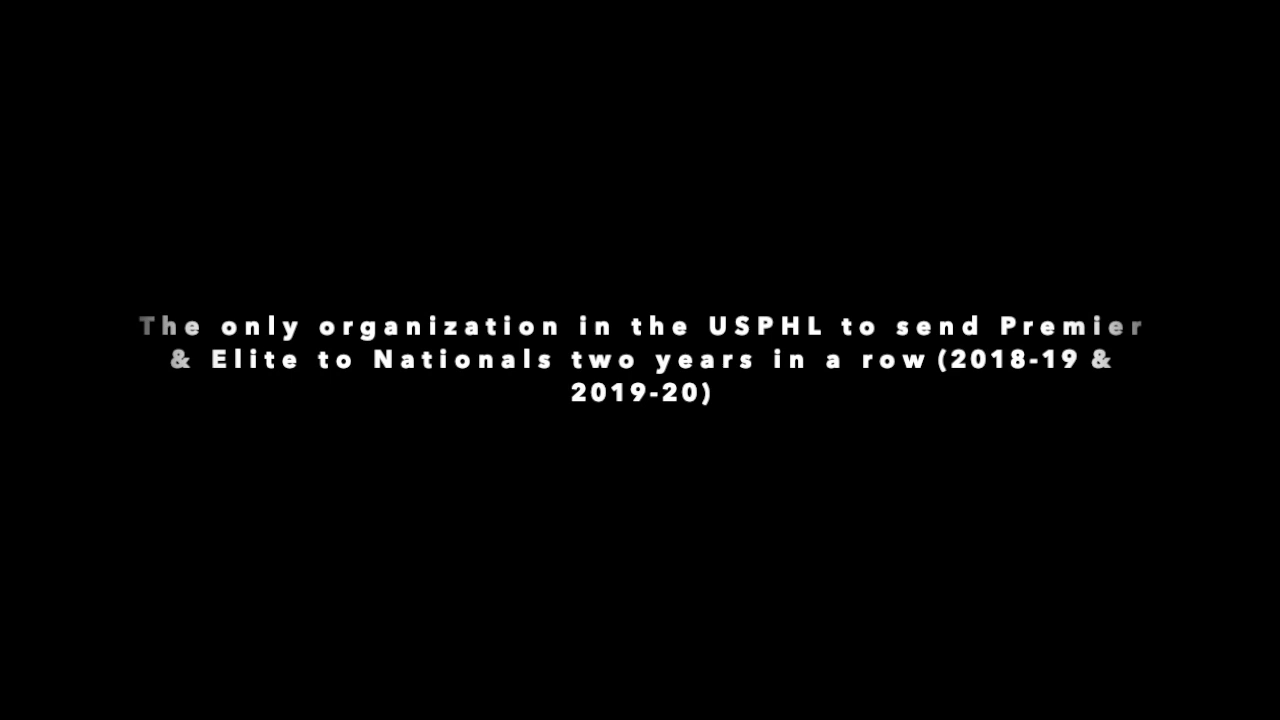 The only organization in the USPHL to send Premier
& Elite to Nationals two years in a row (2018-19 &
2019-20)